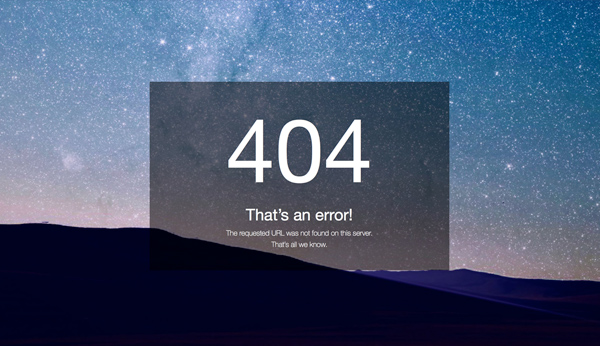 404
That's an error!
The requested URL was not found on this server.
That's all we know.